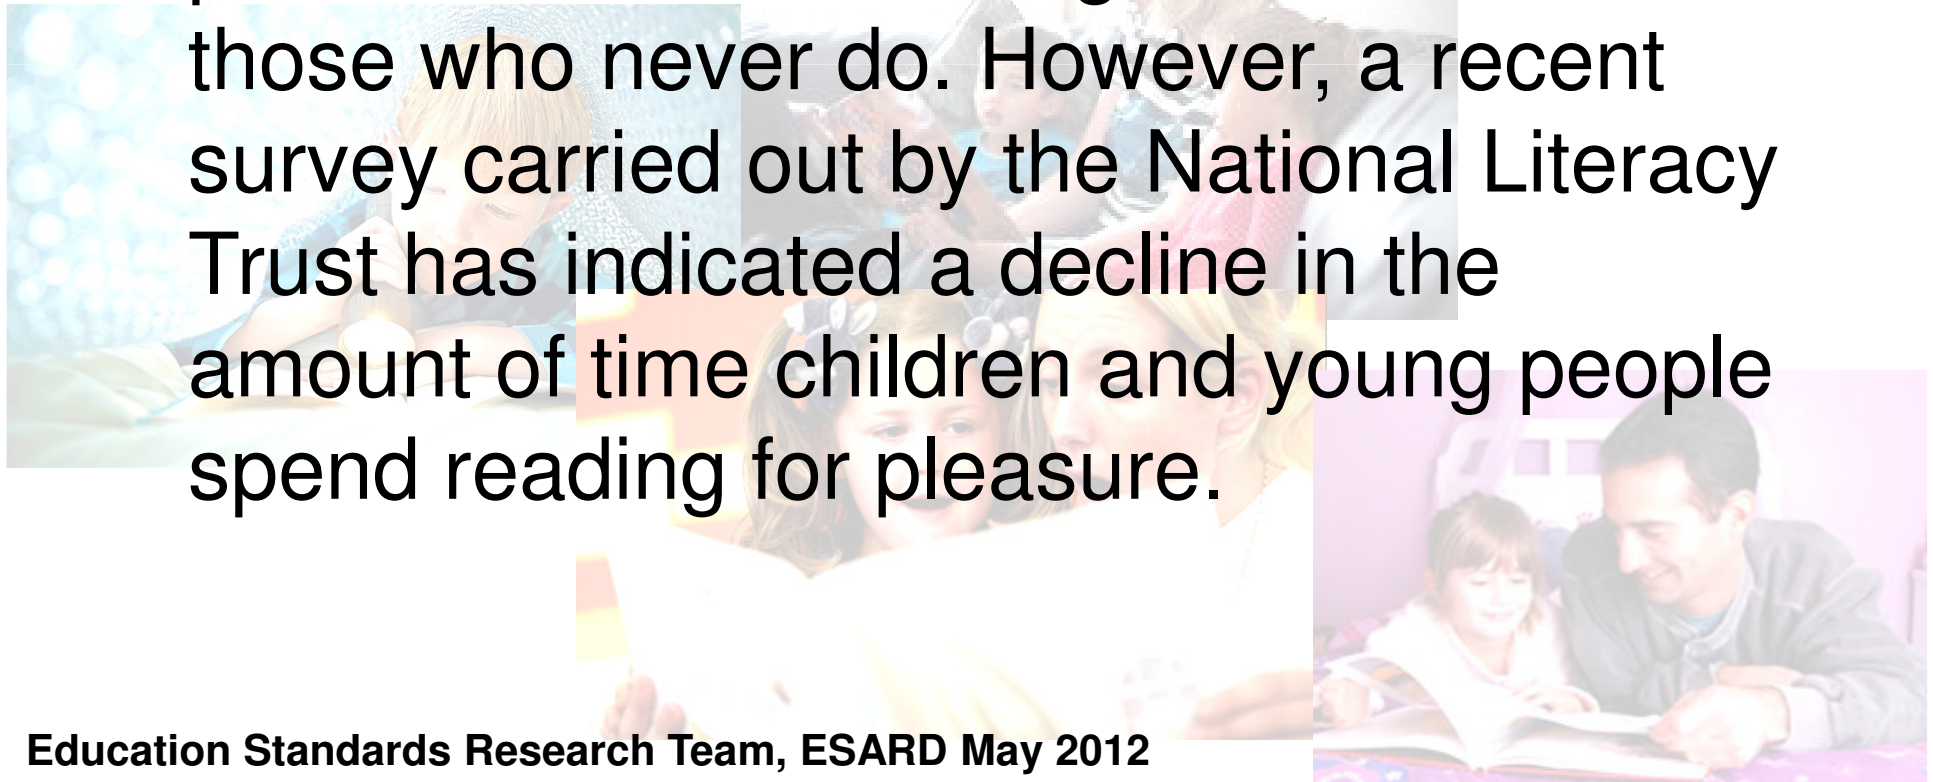 those who never do. However, a recent
survey carried out by the National Literacy
Trust has indicated a decline in the
amount of time children and young people
spend reading for pleasure.
Education Standards Research Team, ESARD May 2012